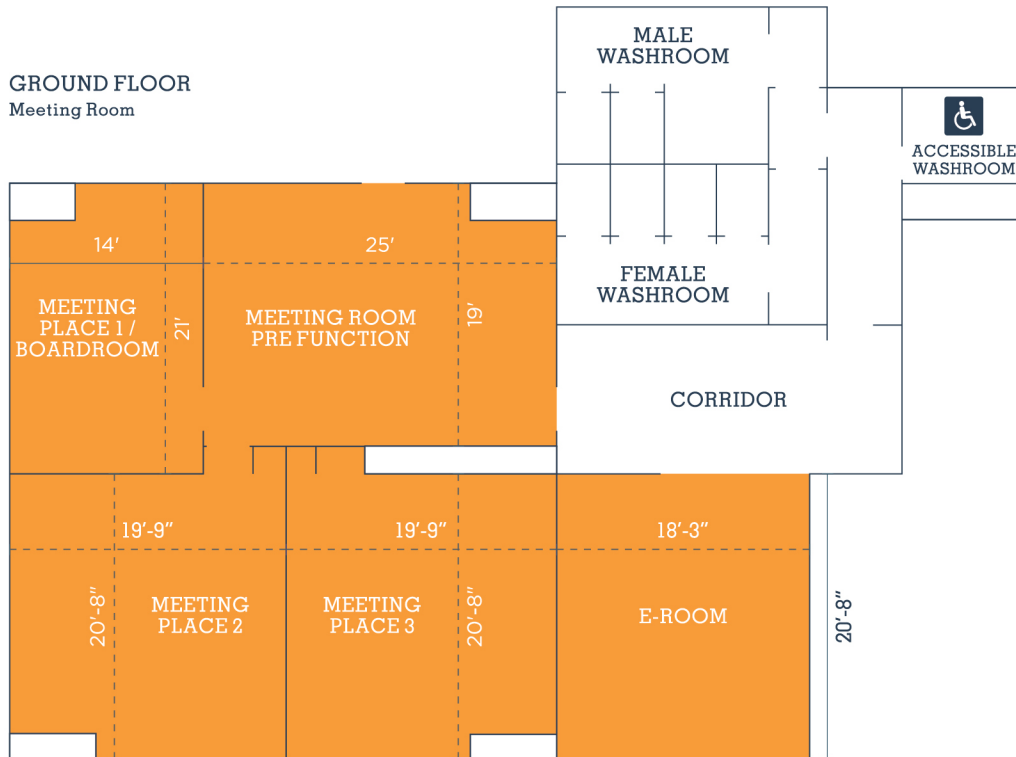 MALE
WASHROOM
GROUND FLOOR
Meeting Room
ACCESSIBLE
WASHROOM
14'
25'
FEMALE
WASHROOM
MEETING
PLACE 1 /
BOARDROOM
21'
MEETING ROOM
PRE FUNCTION
19'
CORRIDOR
19'-9"
19'-9"
18'-3"
20'-8"
MEETING
PLACE 2
MEETING
PLACE 3
20'-8"
E-ROOM
20'-8"